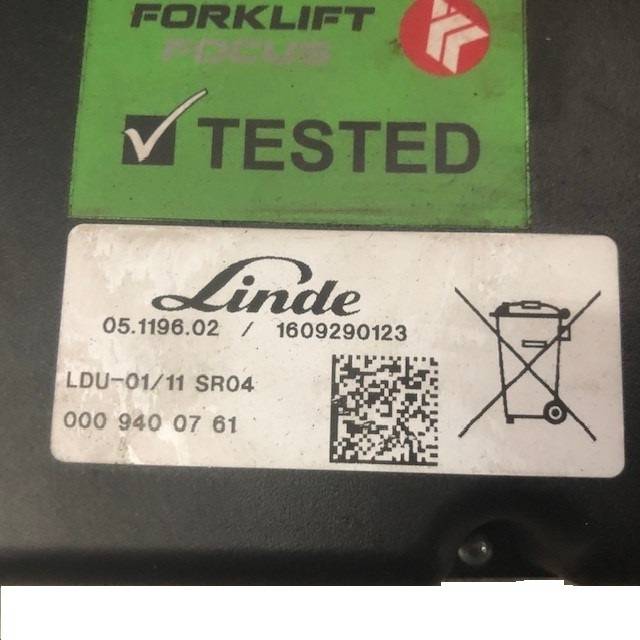 FORKLIFT
FOCUS
TESTED
Linde
05.1196.02 / 1609290123
LDU-01/11 SR04
000 940 07 61